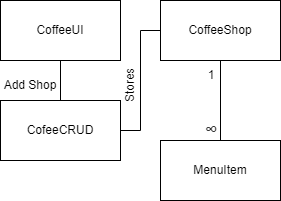 CoffeeUI
CoffeeShop
Stores
1
Add Shop
CofeeCRUD
∞
MenuItem